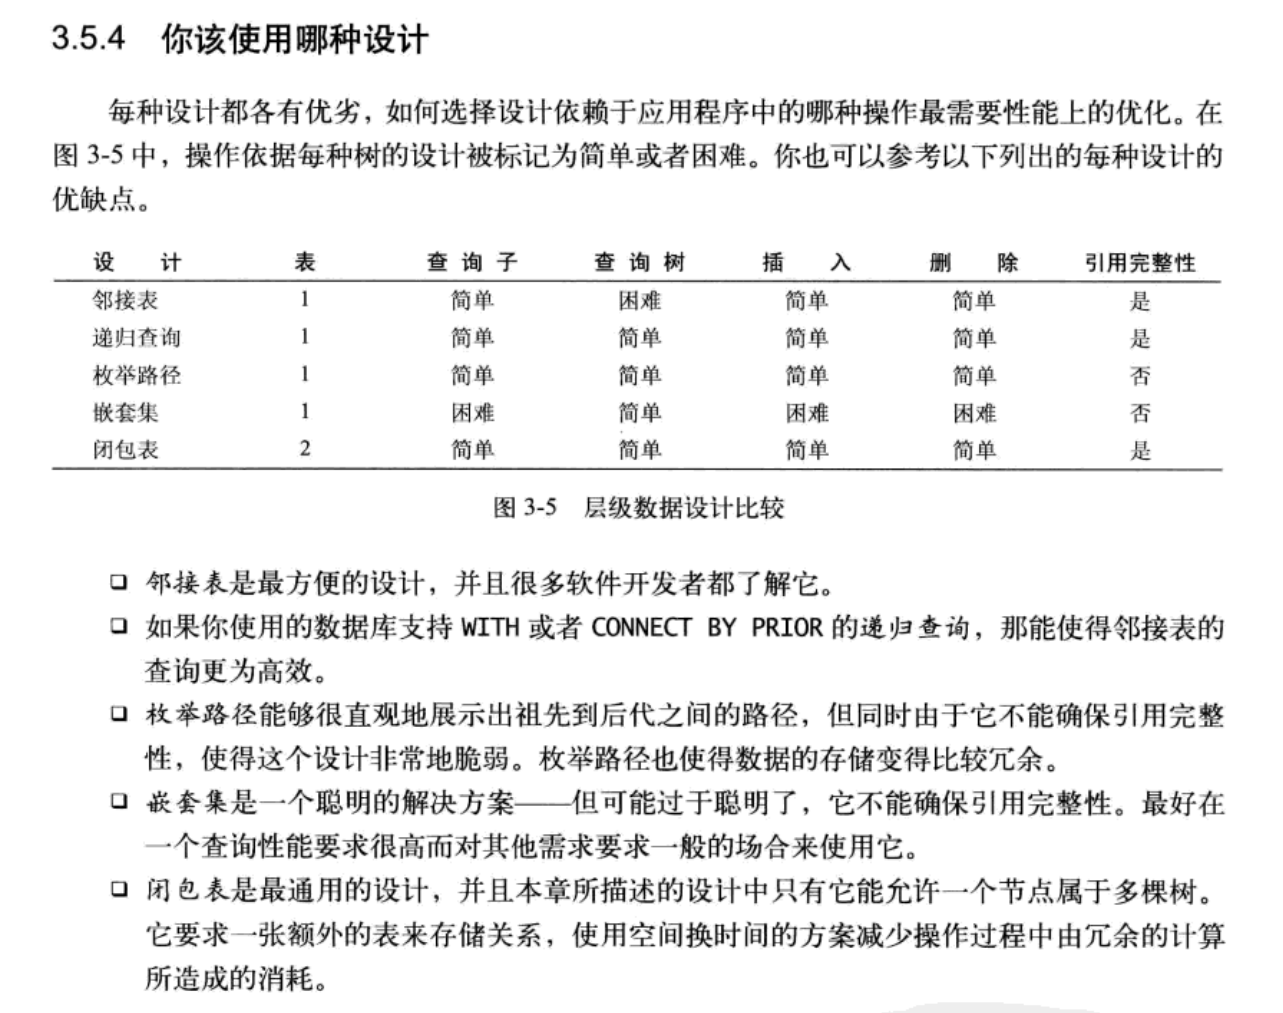 3.5.4 你该使用哪种设计
每种设计都各有优劣，如何选择设计依赖于应用程序中的哪种操作最需要性能上的优化。在
图 3-5 中，操作依据每种树的设计被标记为简单或者困难。你也可以参考以下列出的每种设计的
优缺点。
设 计 表 查询子 查询树 插 入 删 除 引用完整性
邻接表 1 简单 困难 简单 简单 是
递归查询 1 简单 简单 简单 简单 是
枚举路径 1 简单 简单 简单 简单 否
嵌套集 1 困难 简单 困难 困难 否
闭包表 2 简单 简单 简单 简单 是
图 3-5 层级数据设计比较
❑ 邻接表是最方便的设计，并且很多软件开发者都了解它。
❑ 如果你使用的数据库支持 WITH 或者 CONNECT BY PRIOR 的递归查询，那能使得邻接表的
查询更为高效。
❑ 枚举路径能够很直观地展示出祖先到后代之间的路径，但同时由于它不能确保引用完整
性，使得这个设计非常地脆弱。枚举路径也使得数据的存储变得比较冗余。
❑ 嵌套集是一个聪明的解决方案——但可能过于聪明了，它不能确保引用完整性。最好在
一个查询性能要求很高而对其他需求要求一般的场合来使用它。
❑ 闭包表是最通用的设计，并且本章所描述的设计中只有它能允许一个节点属于多棵树。
它要求一张额外的表来存储关系，使用空间换时间的方案减少操作过程中由冗余的计算
所造成的消耗。